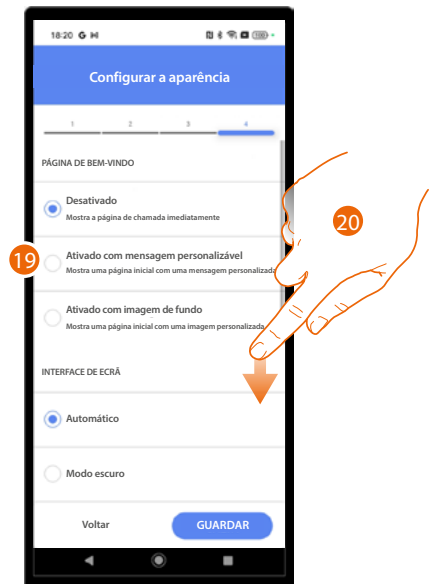 18:20 G
100
Configurar a aparência
1 2 3 4
PÁGINA DE BEM-VINDO
Desativado
Mostra a página de chamada imediatamente
19
20
Ativado com mensagem personalizável
Mostra uma página inicial com uma mensagem personalizada
Ativado com imagem de fundo
Mostra uma página inicial com uma imagem personalizada
INTERFACE DE ECRÃ
Automático
Modo escuro
Voltar
GUARDAR